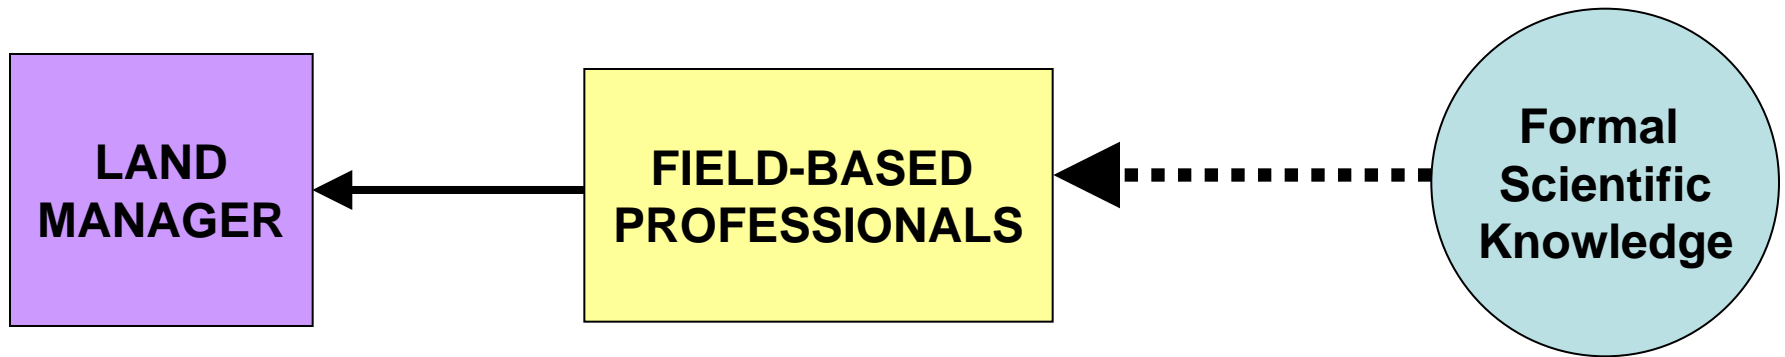 LAND
MANAGER
FIELD-BASED
PROFESSIONALS
Formal
Scientific
Knowledge